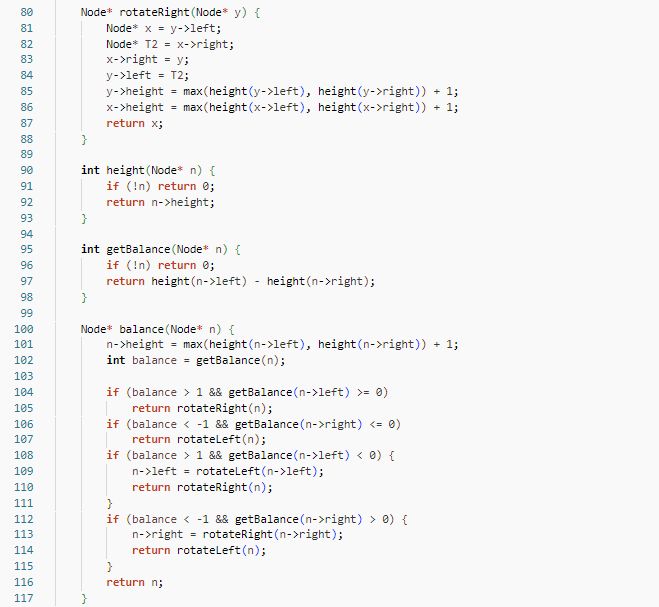 80 Node* rotateRight(Node* y) {
81 Node* x = y->left;
82 Node* T2 = x->right;
83 x->right = y;
84 y->left = T2;
85 y->height = max(height(y->left), height(y->right)) + 1;
86 x->height = max(height(x->left), height(x->right)) + 1;
87 return x;
88 }
89
90 int height(Node* n) {
91 if (!n) return 0;
92 return n->height;
93 }
94
95 int getBalance(Node* n) {
96 if (!n) return 0;
97 return height(n->left) - height(n->right);
98 }
99
100 Node* balance(Node* n) {
101 n->height = max(height(n->left), height(n->right)) + 1;
102 int balance = getBalance(n);
103
104 if (balance > 1 && getBalance(n->left) >= 0)
105 return rotateRight(n);
106 if (balance < -1 && getBalance(n->right) <= 0)
107 return rotateLeft(n);
108 if (balance > 1 && getBalance(n->left) < 0) {
109 n->left = rotateLeft(n->left);
110 return rotateRight(n);
111 }
112 if (balance < -1 && getBalance(n->right) > 0) {
113 n->right = rotateRight(n->right);
114 return rotateLeft(n);
115 }
116 return n;
117 }